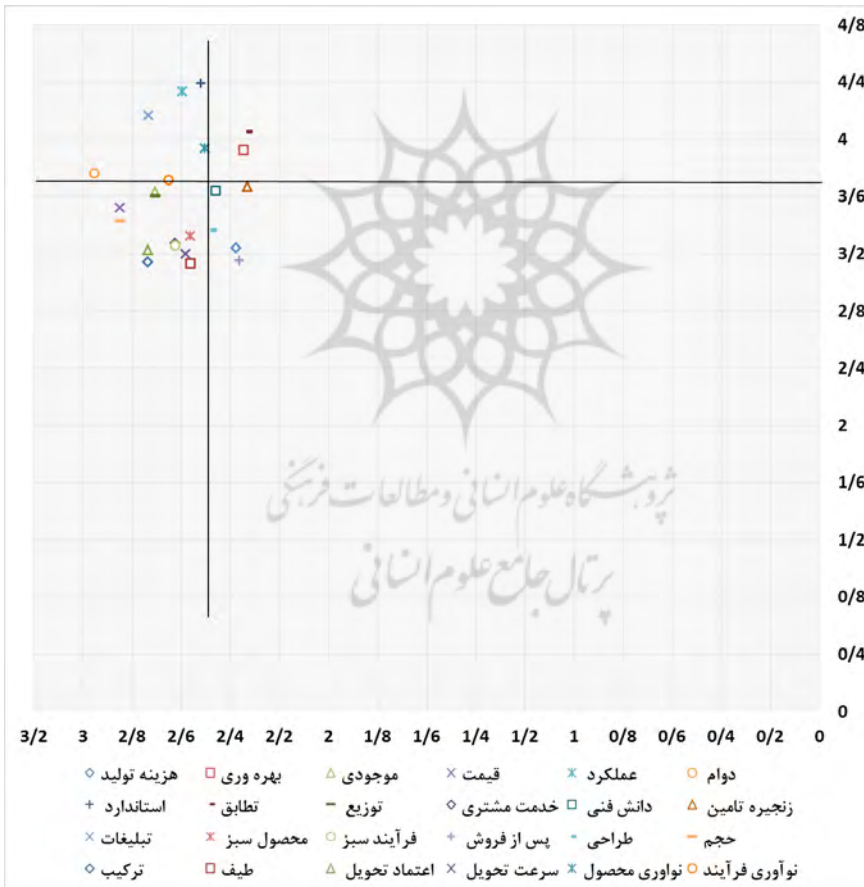 4/8
4/4
4
3/6
3/2
2/8
2/4
2
1/6
1/2
0/8
0/4
0
پژوهشگاه علوم انسانی و مطالعات فرهنگی
پرتال جامع علوم انسانی
3/2 3 2/8 2/6 2/4 2/2 2 1/8 1/6 1/4 1/2 1 0/8 0/6 0/4 0/2 0
دوام عملکرد قیمت موجودی بهره وری هزینه تولید
زنجیره تامین دانش فنی خدمت مشتری توزیع تطابق استاندارد
حجم طراحی پس از فروش فرآیند سبز محصول سبز تبلیغات
نوآوری فرآیند نواوری محصول سرعت تحویل اعتماد تحویل طیف ترکیب